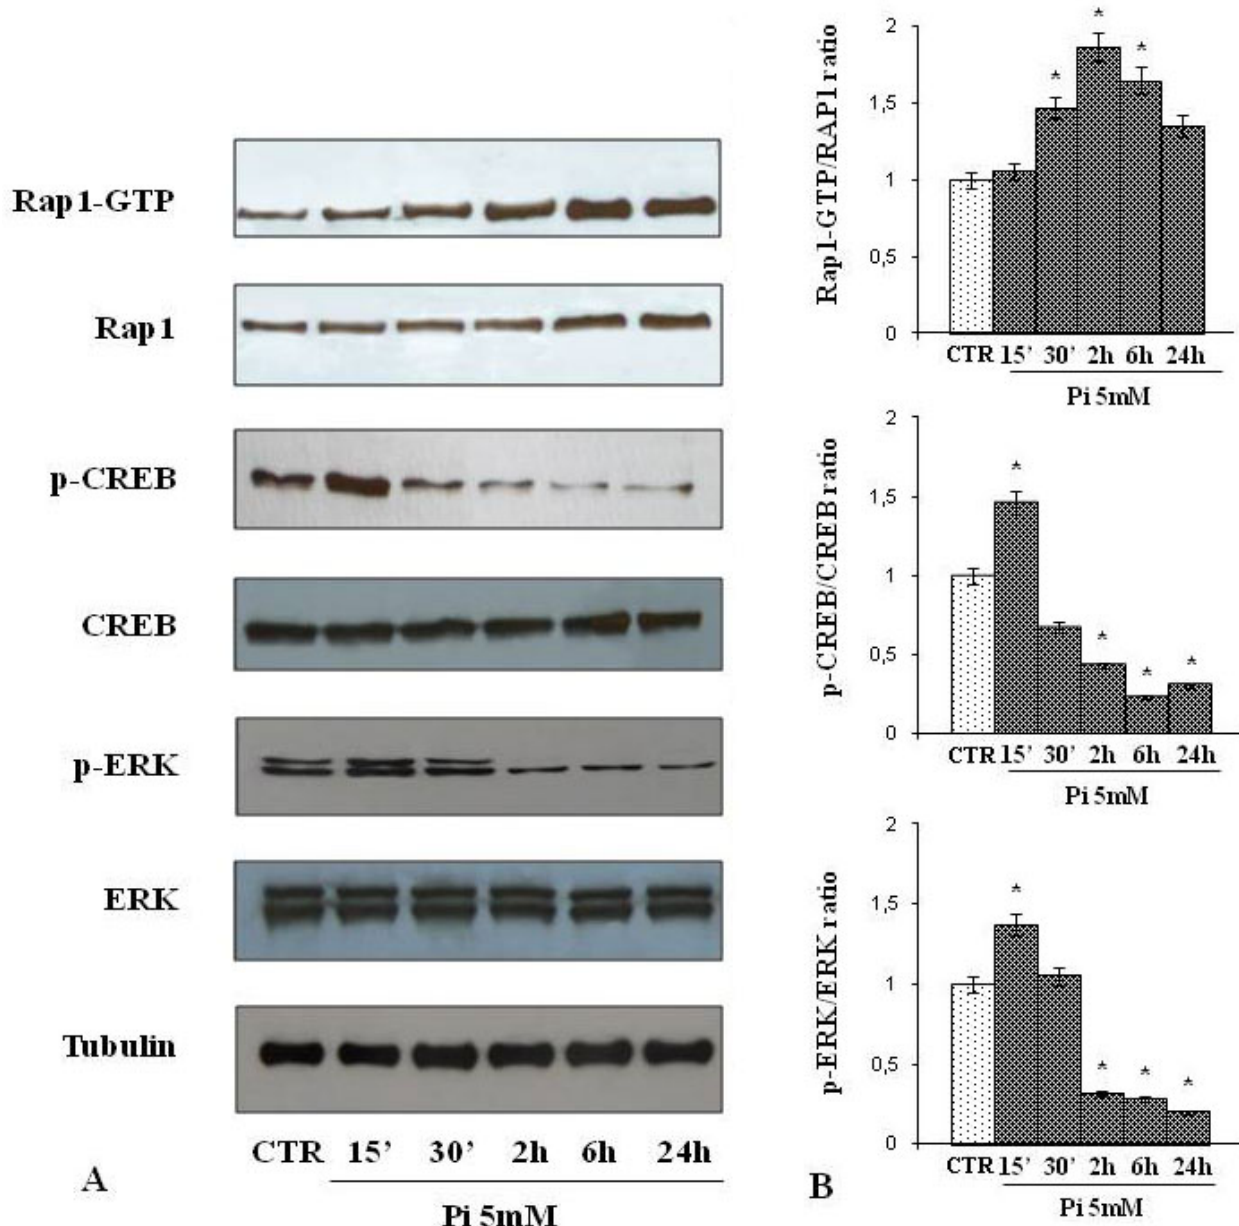 Rap1-GTP
Rap1
p-CREB
CREB
p-ERK
ERK
Tubulin
CTR 15’ 30’ 2h 6h 24h
Pi 5mM
A
Rap1-GTP/RAP1 ratio
2
1,5
1
0,5
0
* * *
CTR 15’ 30’ 2h 6h 24h
Pi 5mM
p-CREB/CREB ratio
2
1,5
1
0,5
0
* * * *
CTR 15’ 30’ 2h 6h 24h
Pi 5mM
p-ERK/ERK ratio
2
1,5
1
0,5
0
* * * *
CTR 15’ 30’ 2h 6h 24h
Pi 5mM
B